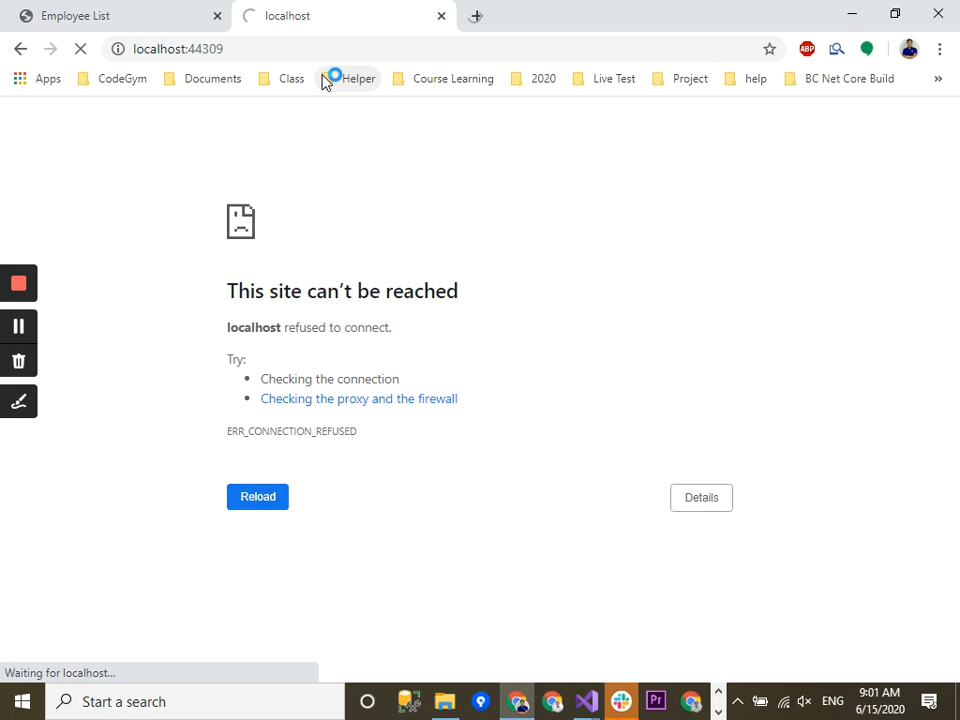 Employee List
localhost
localhost:44309
ABP
Apps CodeGym Documents Class Helper Course Learning 2020 Live Test Project help BC Net Core Build »
This site can't be reached
localhost refused to connect.
Try:
• Checking the connection
• Checking the proxy and the firewall
ERR_CONNECTION_REFUSED
Reload Details
Waiting for localhost...
Start a search
Pr
ENG
9:01 AM
6/15/2020